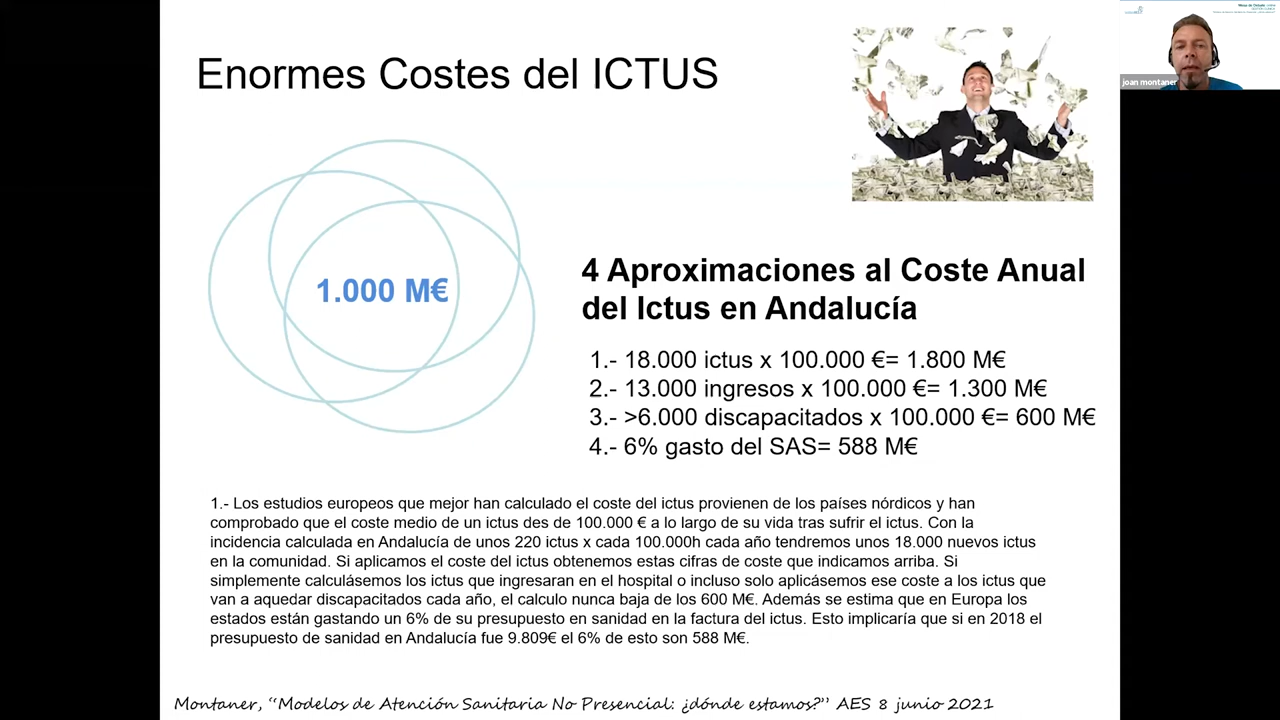 Enormes Costes del ICTUS
joan montaner
1.000 M€
4 Aproximaciones al Coste Anual
del Ictus en Andalucía
1.- 18.000 ictus x 100.000 €= 1.800 M€
2.- 13.000 ingresos x 100.000 €= 1.300 M€
3.- >6.000 discapacitados x 100.000 €= 600 M€
4.- 6% gasto del SAS= 588 M€
1.- Los estudios europeos que mejor han calculado el coste del ictus provienen de los países nórdicos y han
comprobado que el coste medio de un ictus des de 100.000 € a lo largo de su vida tras sufrir el ictus. Con la
incidencia calculada en Andalucía de unos 220 ictus x cada 100.000h cada año tendremos unos 18.000 nuevos ictus
en la comunidad. Si aplicamos el coste del ictus obtenemos estas cifras de coste que indicamos arriba. Si
simplemente calculásemos los ictus que ingresaran en el hospital o incluso solo aplicásemos ese coste a los ictus que
van a aquedar discapacitados cada año, el calculo nunca baja de los 600 M€. Además se estima que en Europa los
estados están gastando un 6% de su presupuesto en sanidad en la factura del ictus. Esto implicaría que si en 2018 el
presupuesto de sanidad en Andalucía fue 9.809€ el 6% de esto son 588 M€.
Montaner, “Modelos de Atención Sanitaria No Presencial: ¿dónde estamos?” AES 8 junio 2021